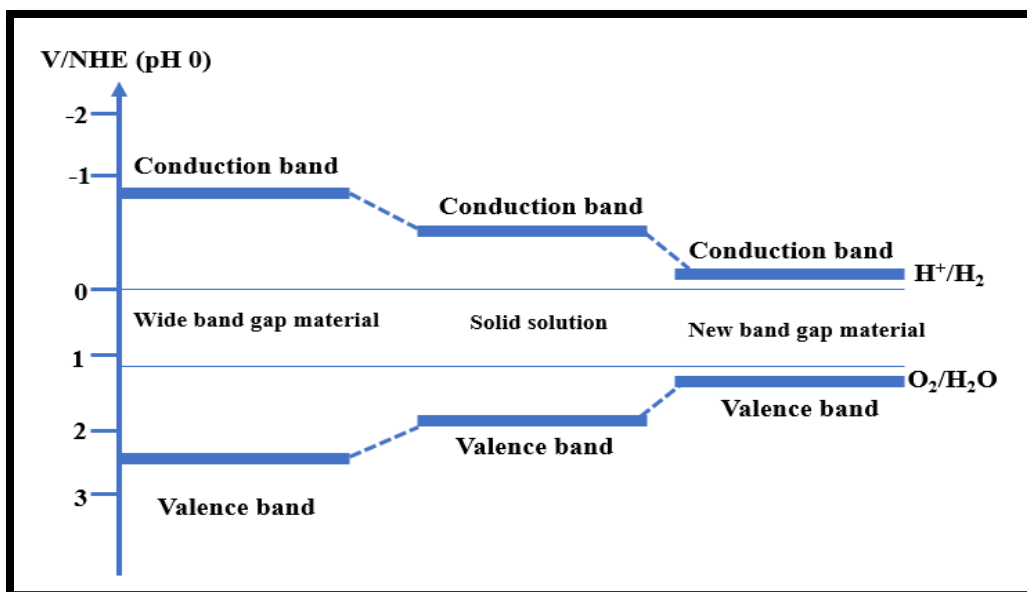 V/NHE (pH 0)
-2
-1
Conduction band
Conduction band
Conduction band
H⁺/H₂
0
Wide band gap material
Solid solution
New band gap material
1
O₂/H₂O
Valence band
2
Valence band
3
Valence band